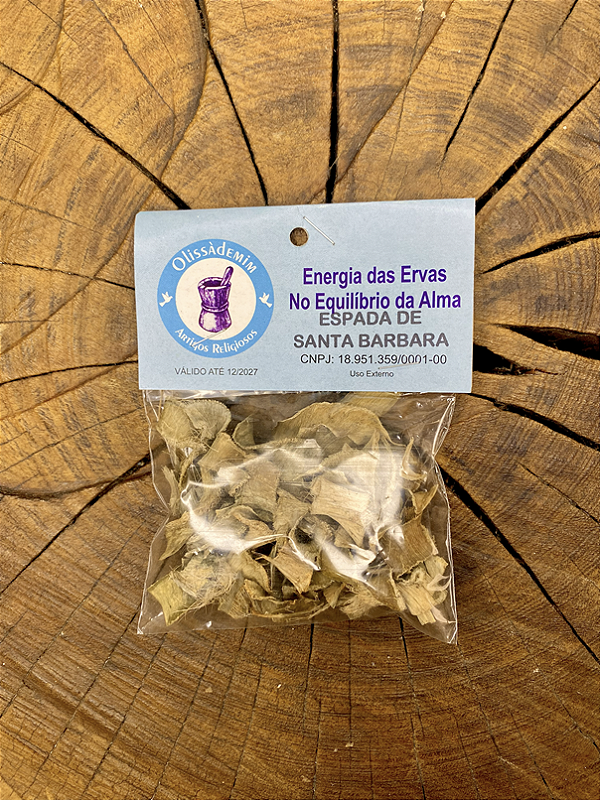 Olissàdemim
Artigos Religiosos
VÁLIDO ATÉ 12/2027
Energia das Ervas
No Equilíbrio da Alma
ESPADA DE
SANTA BARBARA
CNPJ: 18.951.359/0001-00
Uso Externo